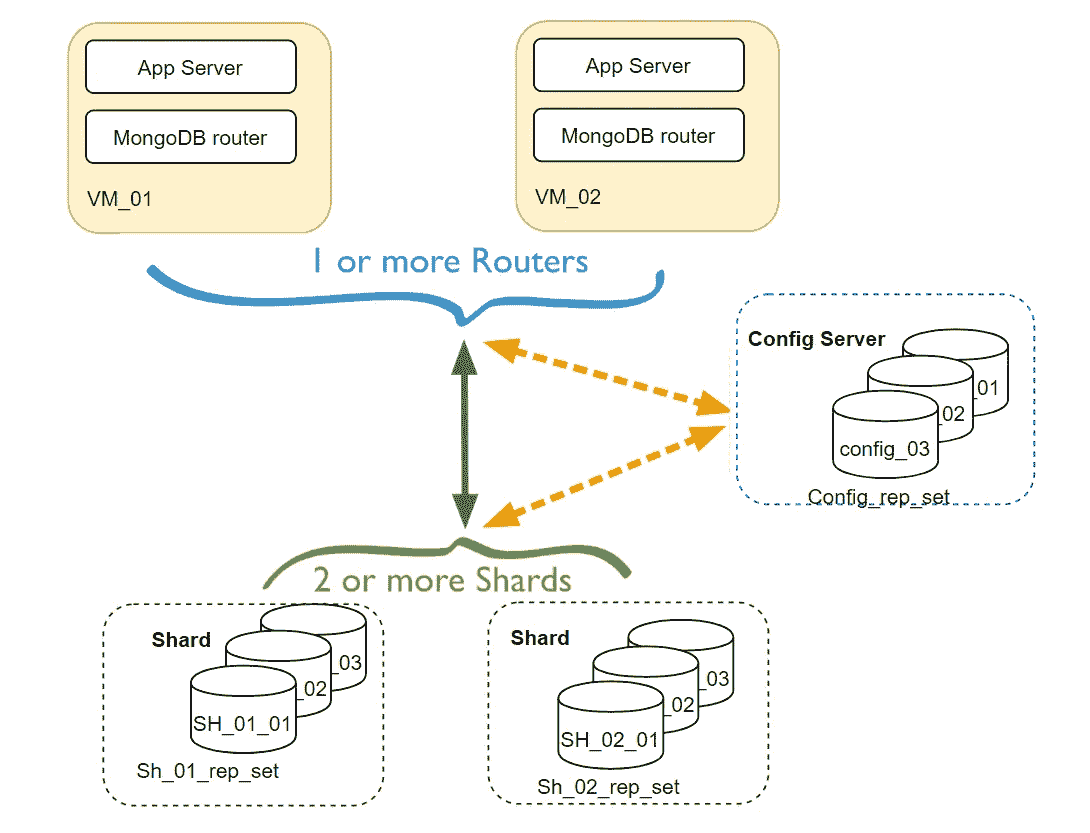 App Server
MongoDB router
VM_01
App Server
MongoDB router
VM_02
1 or more Routers
Config Server
_01
_02
config_03
Config_rep_set
2 or more Shards
Shard
_03
_02
SH_01_01
Sh_01_rep_set
Shard
_03
_02
SH_02_01
Sh_02_rep_set